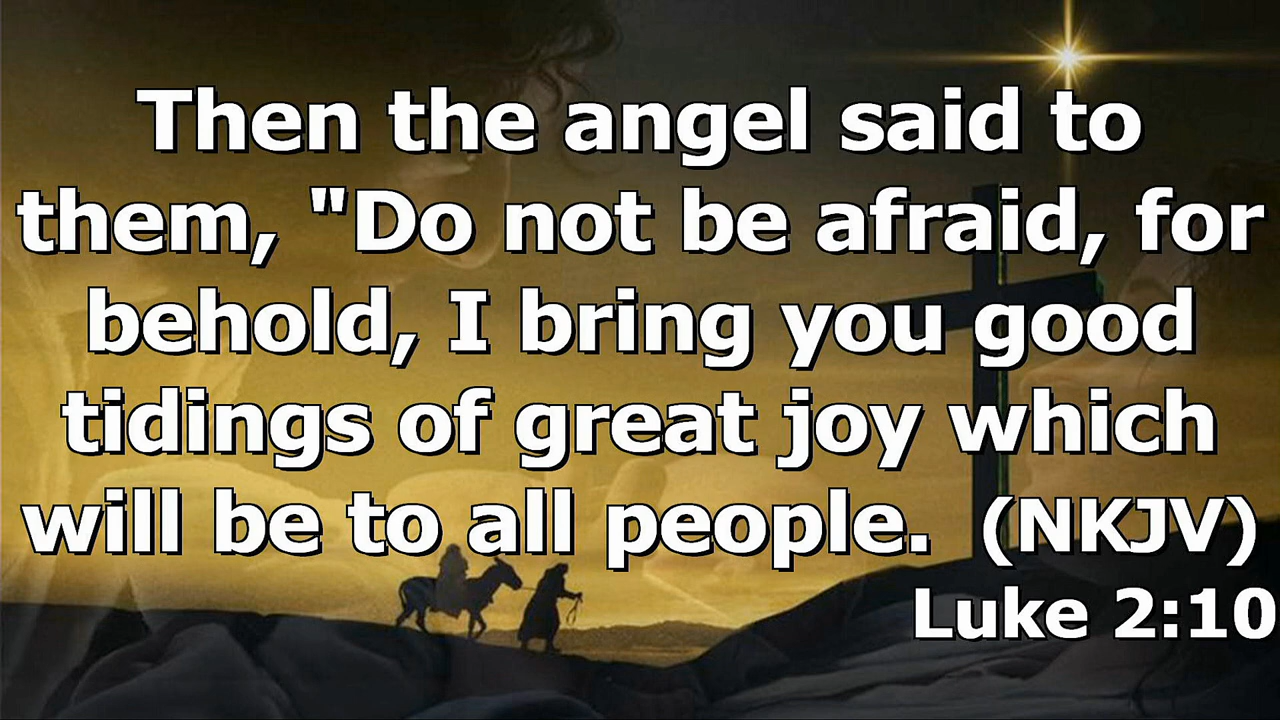 Then the angel said to
them, "Do not be afraid, for
behold, I bring you good
tidings of great joy which
will be to all people.  (NKJV)
Luke 2:10